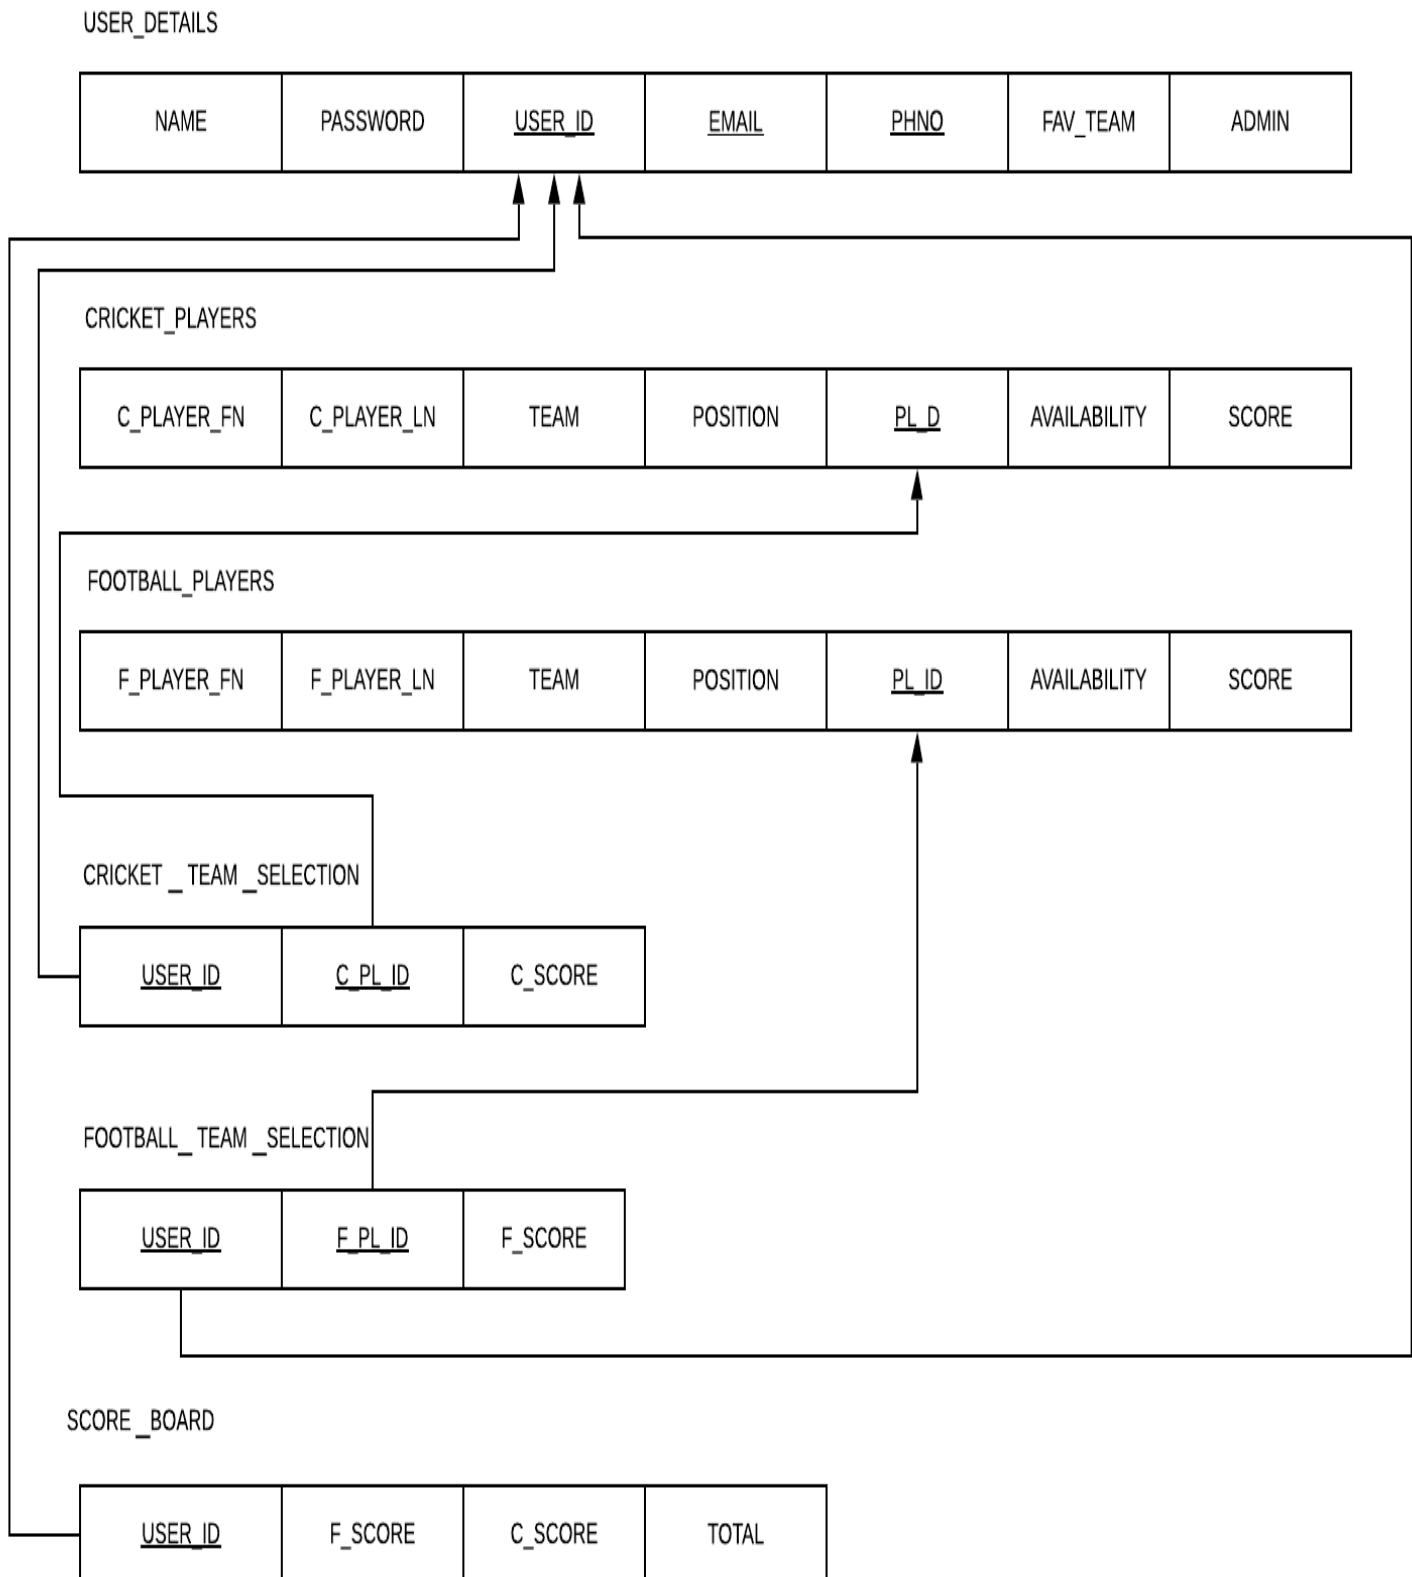 USER_DETAILS
NAME PASSWORD USER_ID EMAIL PHNO FAV_TEAM ADMIN
CRICKET_PLAYERS
C_PLAYER_FN C_PLAYER_LN TEAM POSITION PL_D AVAILABILITY SCORE
FOOTBALL_PLAYERS
F_PLAYER_FN F_PLAYER_LN TEAM POSITION PL_ID AVAILABILITY SCORE
CRICKET _ TEAM _SELECTION
USER_ID C_PL_ID C_SCORE
FOOTBALL_ TEAM _SELECTION
USER_ID F_PL_ID F_SCORE
SCORE _BOARD
USER_ID F_SCORE C_SCORE TOTAL